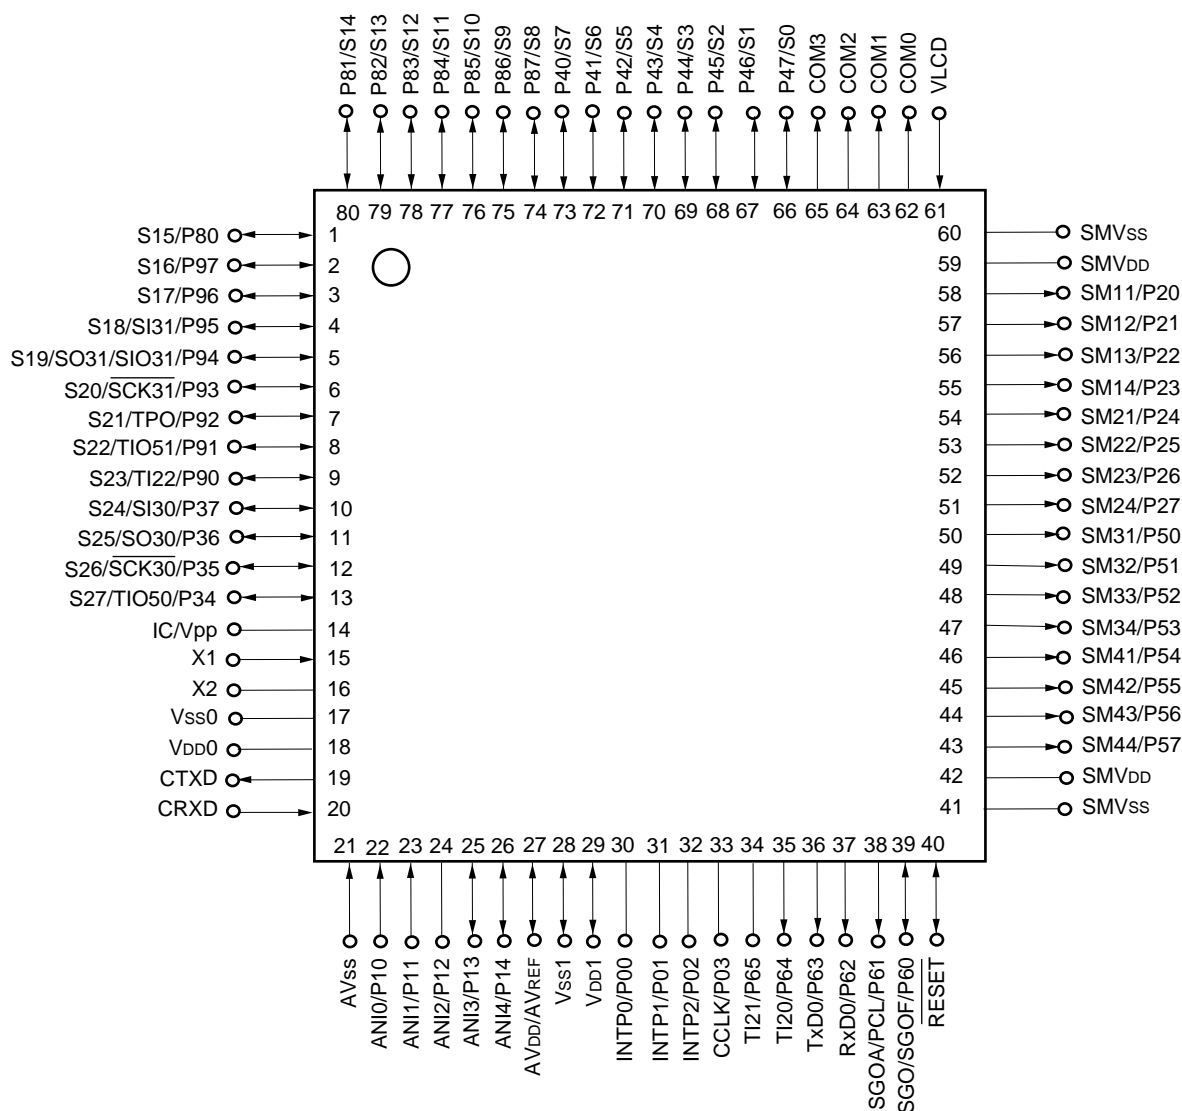 P81/S14
P82/S13
P83/S12
P84/S11
P85/S10
P86/S9
P87/S8
P40/S7
P41/S6
P42/S5
P43/S4
P44/S3
P45/S2
P46/S1
P47/S0
COM3
COM2
COM1
COM0
VLCD
80 79 78 77 76 75 74 73 72 71 70 69 68 67 66 65 64 63 62 61
S15/P80 1
S16/P97 2
S17/P96 3
S18/SI31/P95 4
S19/SO31/SIO31/P94 5
S20/SCK31/P93 6
S21/TPO/P92 7
S22/TIO51/P91 8
S23/TI22/P90 9
S24/SI30/P37 10
S25/SO30/P36 11
S26/SCK30/P35 12
S27/TIO50/P34 13
IC/Vpp 14
X1 15
X2 16
VSS0 17
VDD0 18
CTXD 19
CRXD 20
60 SMVSS
59 SMVDD
58 SM11/P20
57 SM12/P21
56 SM13/P22
55 SM14/P23
54 SM21/P24
53 SM22/P25
52 SM23/P26
51 SM24/P27
50 SM31/P50
49 SM32/P51
48 SM33/P52
47 SM34/P53
46 SM41/P54
45 SM42/P55
44 SM43/P56
43 SM44/P57
42 SMVDD
41 SMVSS
21 22 23 24 25 26 27 28 29 30 31 32 33 34 35 36 37 38 39 40
AVss
ANI0/P10
ANI1/P11
ANI2/P12
ANI3/P13
ANI4/P14
AVDD/AVREF
VSS1
VDD1
INTP0/P00
INTP1/P01
INTP2/P02
CCLK/P03
TI21/P65
TI20/P64
TxD0/P63
RxD0/P62
SGOA/PCL/P61
SGO/SGOF/P60
RESET